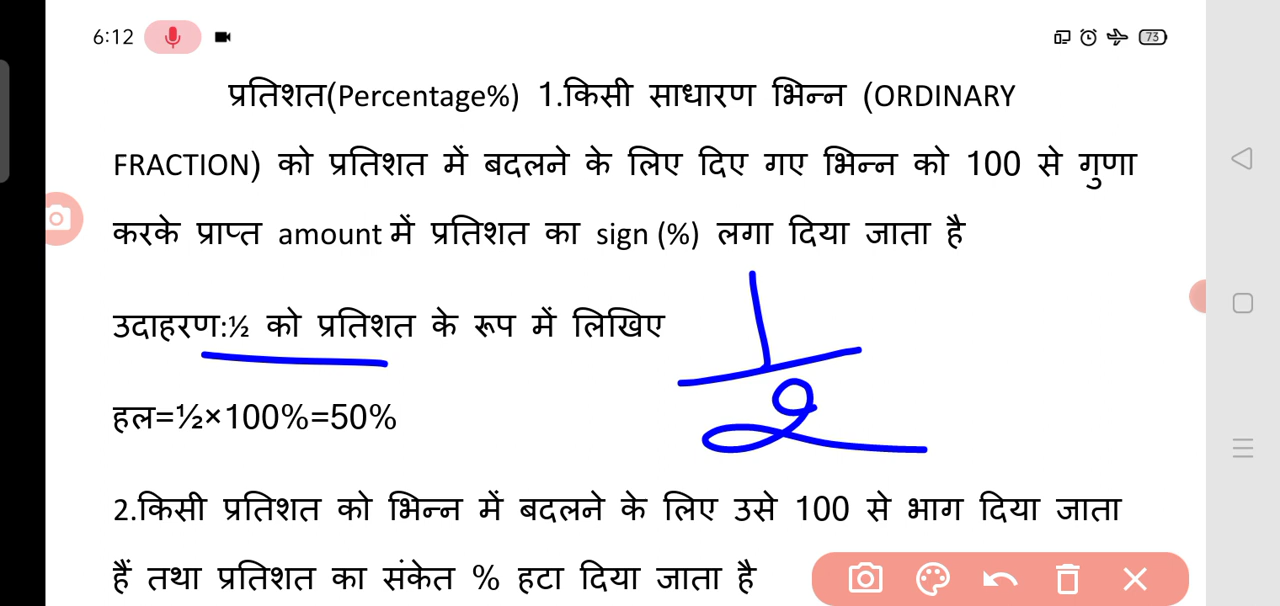 6:12
73
प्रतिशत(Percentage%) 1.किसी साधारण भिन्न (ORDINARY
FRACTION) को प्रतिशत में बदलने के लिए दिए गए भिन्न को 100 से गुणा
करके प्राप्त amount में प्रतिशत का sign (%) लगा दिया जाता है
उदाहरण:½ को प्रतिशत के रूप में लिखिए
1
2
हल=½×100%=50%
2.किसी प्रतिशत को भिन्न में बदलने के लिए उसे 100 से भाग दिया जाता
हैं तथा प्रतिशत का संकेत % हटा दिया जाता है